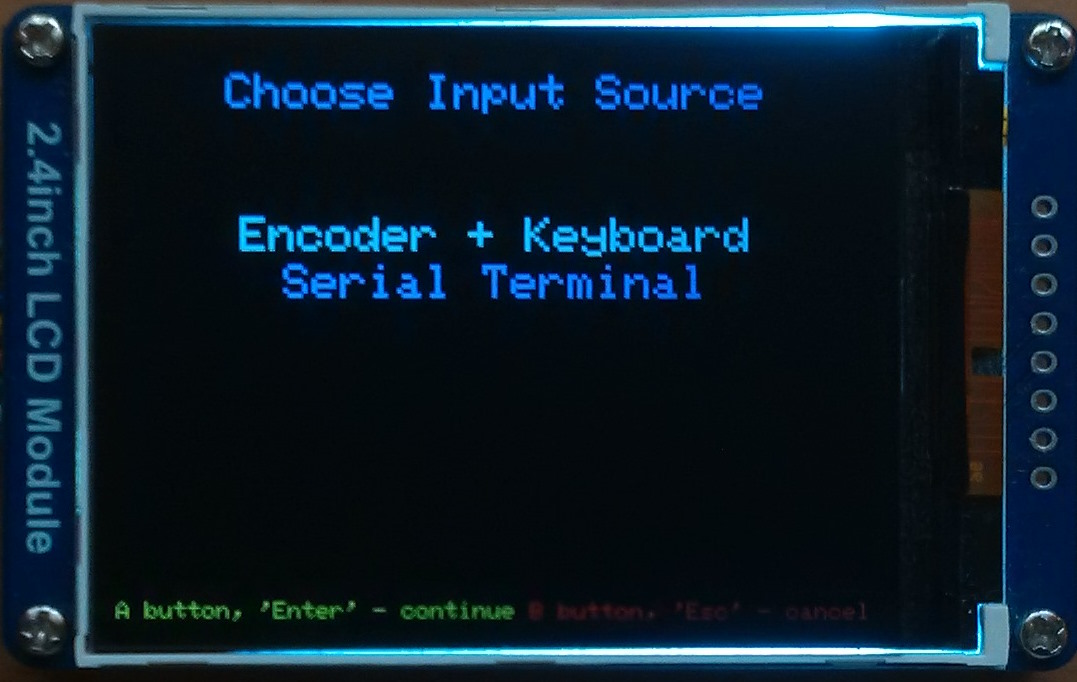 2.4inch LCD Module
Choose Input Source
Encoder + Keyboard
Serial Terminal
A button, 'Enter' - continue B button, 'Esc' - cancel